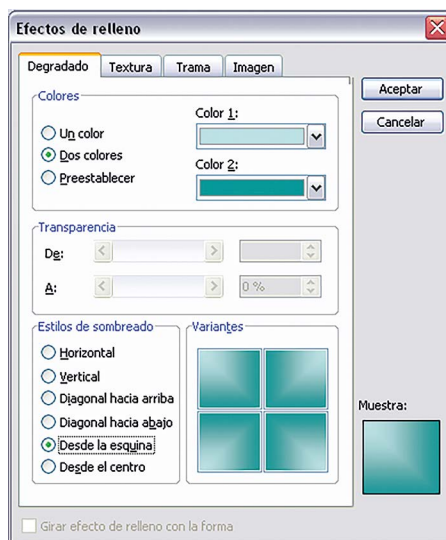 Efectos de relleno
Degradado Textura Trama Imagen
Colores
Un color
Dos colores
Preestablecer
Color 1:
Color 2:
Aceptar
Cancelar
Transparencia
De:
A: 0 %
Estilos de sombreado
Horizontal
Vertical
Diagonal hacia arriba
Diagonal hacia abajo
Desde la esquina
Desde el centro
Variantes
Muestra:
Girar efecto de relleno con la forma